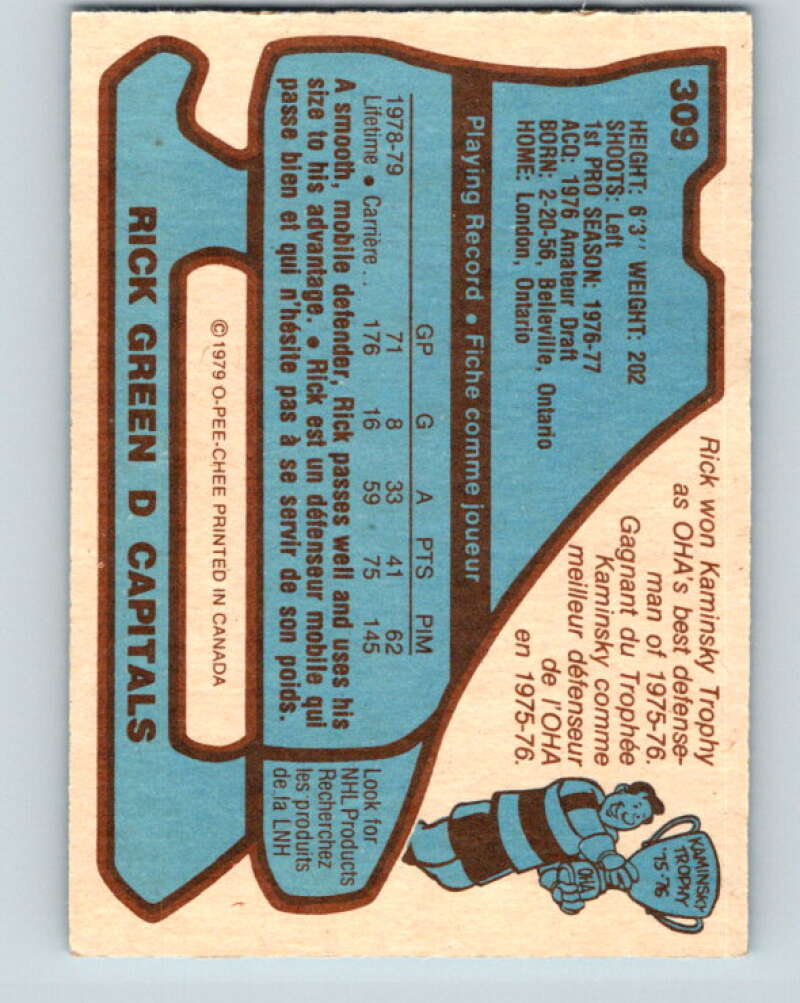 309
HEIGHT: 6'3" WEIGHT: 202
SHOOTS: Left
1st PRO SEASON: 1976-77
ACQ: 1976 Amateur Draft
BORN: 2-20-56, Belleville, Ontario
HOME: London, Ontario
Rick won Kaminsky Trophy
as OHA's best defense-
man of 1975-76.
Gagnant du Trophée
Kaminsky comme
meilleur défenseur
de l'OHA
en 1975-76.
KAMINSKY
TROPHY
'75-'76
OHA
Playing Record • Fiche comme joueur
GP G A PTS PIM
1978-79 71 8 33 41 62
Lifetime • Carrière .. 176 16 59 75 145
A smooth, mobile defender, Rick passes well and uses his
size to his advantage. • Rick est un défenseur mobile qui
passe bien et qui n'hésite pas à se servir de son poids.
Look for
NHL Products
Recherchez
les produits
de la LNH
© 1979 O-PEE-CHEE PRINTED IN CANADA
RICK GREEN D CAPITALS